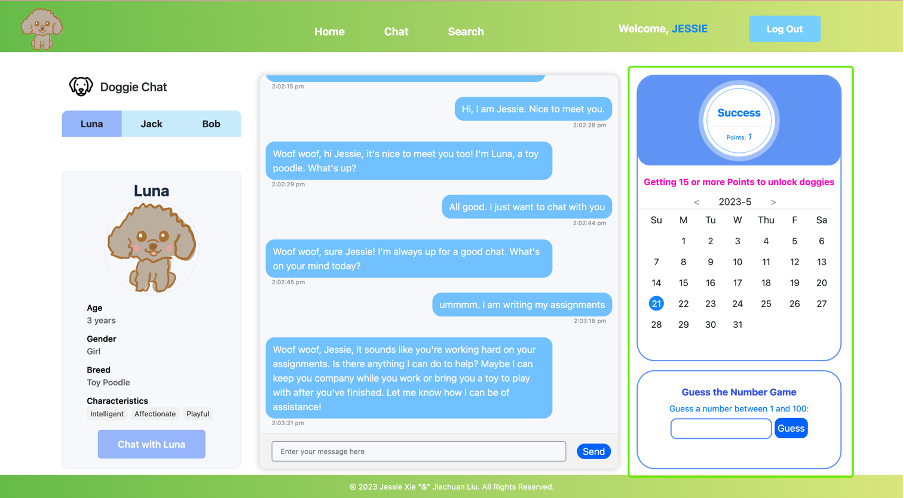 Home Chat Search Welcome, JESSIE Log Out
Doggie Chat
Luna Jack Bob
Luna
Age
3 years
Gender
Girl
Breed
Toy Poodle
Characteristics
Intelligent Affectionate Playful
Chat with Luna
2:02:15 pm
Hi, I am Jessie. Nice to meet you.
2:02:28 pm
Woof woof, hi Jessie, it's nice to meet you too! I'm Luna, a toy
poodle. What's up?
2:02:29 pm
All good. I just want to chat with you
2:02:44 pm
Woof woof, sure Jessie! I'm always up for a good chat. What's
on your mind today?
2:02:45 pm
ummmm. I am writing my assignments
2:03:18 pm
Woof woof, Jessie, it sounds like you're working hard on your
assignments. Is there anything I can do to help? Maybe I can
keep you company while you work or bring you a toy to play
with after you've finished. Let me know how I can be of
assistance!
2:03:21 pm
Enter your message here Send
Success
Points: 1
Getting 15 or more Points to unlock doggies
< 2023-5 >
Su M Tu W Thu F Sa
1 2 3 4 5 6
7 8 9 10 11 12 13
14 15 16 17 18 19 20
21 22 23 24 25 26 27
28 29 30 31
Guess the Number Game
Guess a number between 1 and 100:
Guess
© 2023 Jessie Xie "&" Jiachuan Liu. All Rights Reserved.